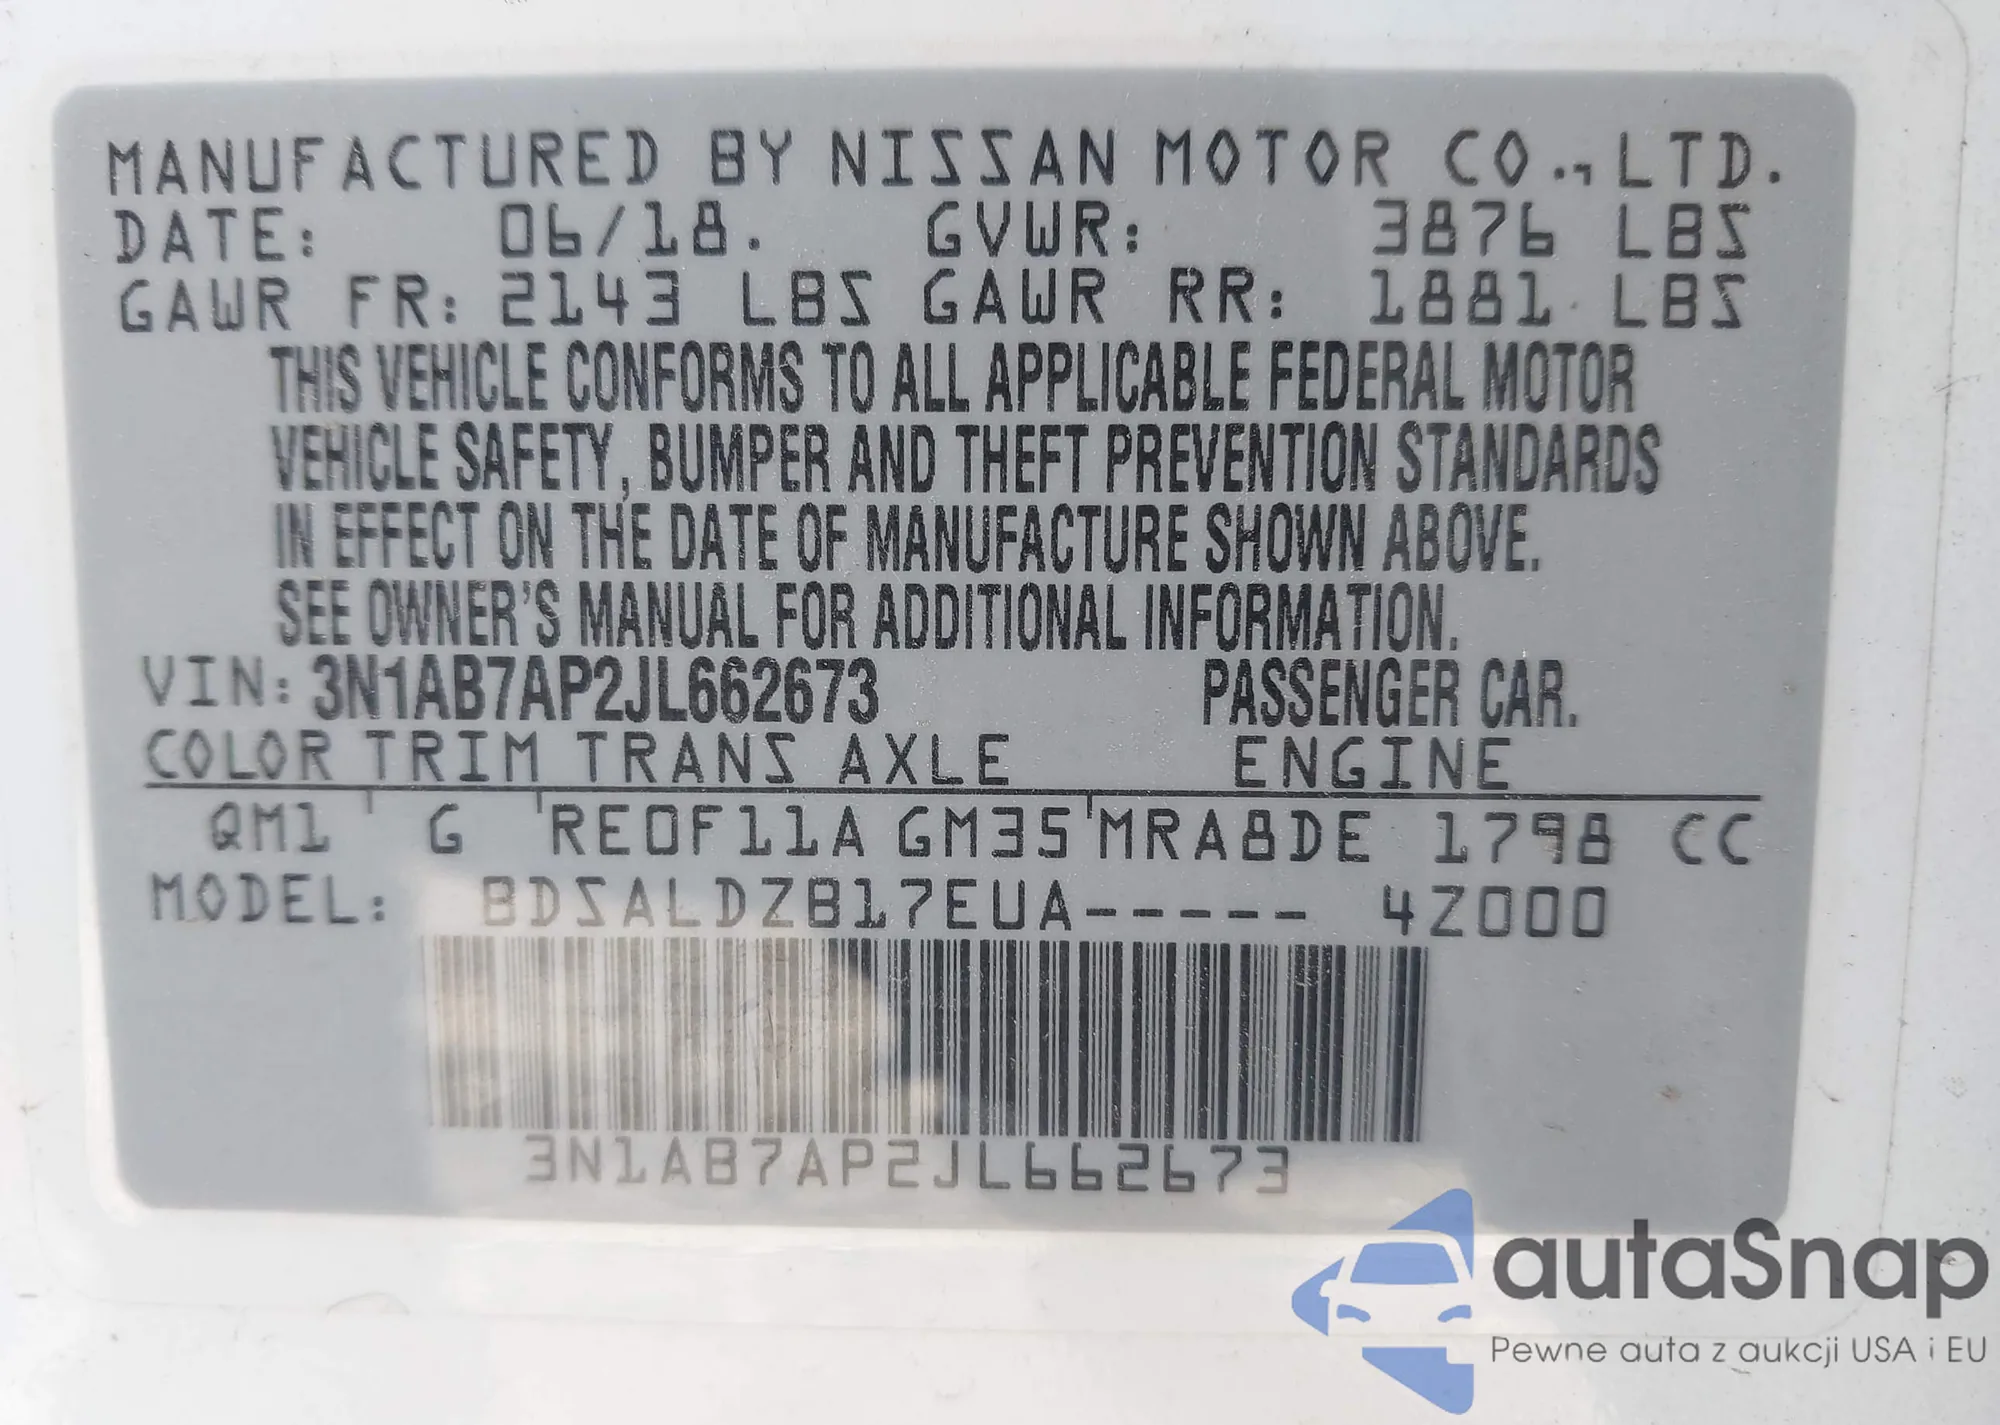 MANUFACTURED BY NISSAN MOTOR CO.,LTD.
DATE: 06/18. GVWR: 3876 LBS
GAWR FR: 2143 LBS GAWR RR: 1881 LBS
THIS VEHICLE CONFORMS TO ALL APPLICABLE FEDERAL MOTOR
VEHICLE SAFETY, BUMPER AND THEFT PREVENTION STANDARDS
IN EFFECT ON THE DATE OF MANUFACTURE SHOWN ABOVE.
SEE OWNER'S MANUAL FOR ADDITIONAL INFORMATION.
VIN: 3N1AB7AP2JL662673 PASSENGER CAR.
COLOR TRIM TRANS AXLE ENGINE
QM1 G RE0F11A GM35 MRA8DE 1798 CC
MODEL: BDSALDZB17EUA----- 4Z000
3N1AB7AP2JL662673
autaSnap
Pewne auta z aukcji USA i EU